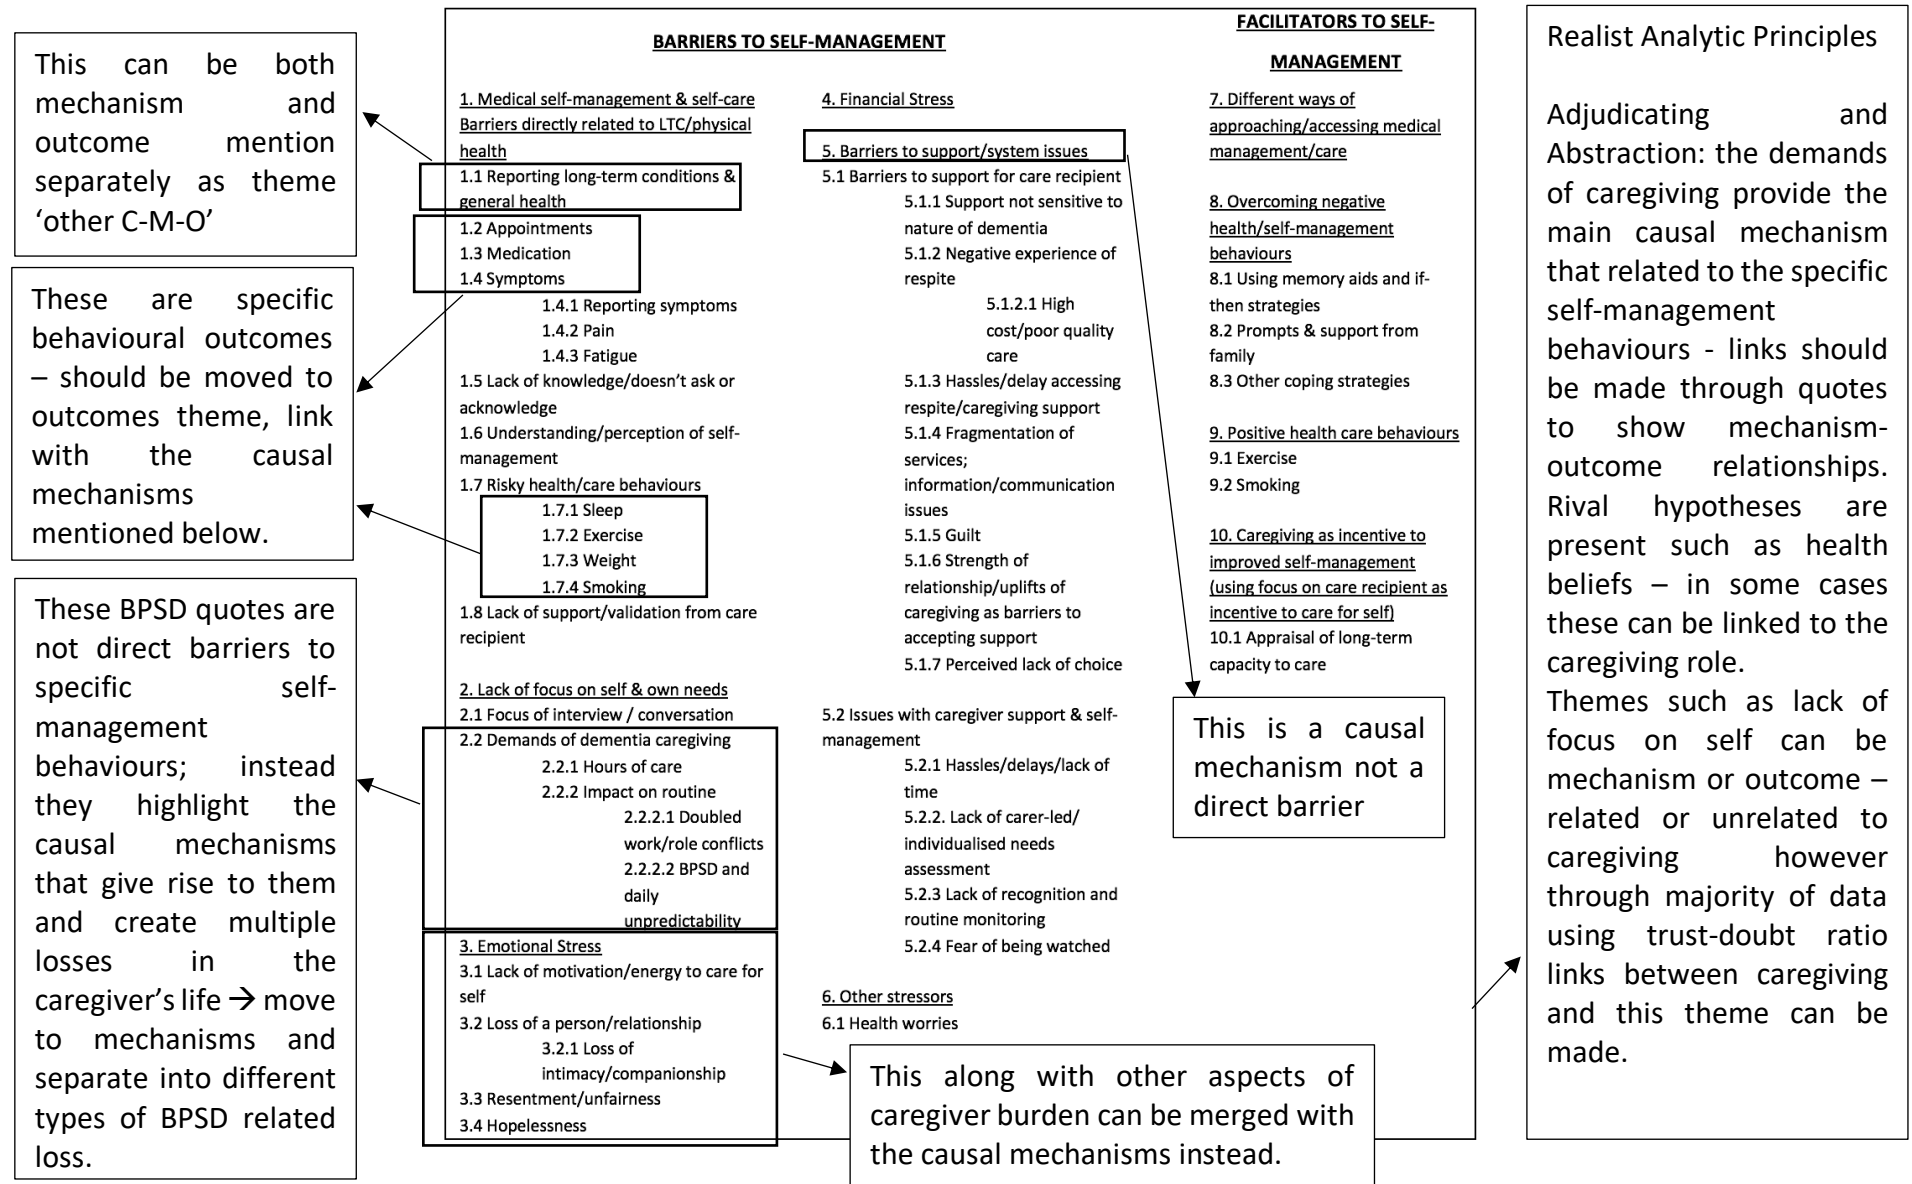 This can be both
mechanism and
outcome mention
separately as theme
‘other C-M-O’
These are specific
behavioural outcomes
– should be moved to
outcomes theme, link
with the causal
mechanisms
mentioned below.
These BPSD quotes are
not direct barriers to
specific self-
management
behaviours; instead
they highlight the
causal mechanisms
that give rise to them
and create multiple
losses in the
caregiver’s life → move
to mechanisms and
separate into different
types of BPSD related
loss.
BARRIERS TO SELF-MANAGEMENT
1. Medical self-management & self-care
Barriers directly related to LTC/physical
health
1.1 Reporting long-term conditions &
general health
1.2 Appointments
1.3 Medication
1.4 Symptoms
1.4.1 Reporting symptoms
1.4.2 Pain
1.4.3 Fatigue
1.5 Lack of knowledge/doesn’t ask or
acknowledge
1.6 Understanding/perception of self-
management
1.7 Risky health/care behaviours
1.7.1 Sleep
1.7.2 Exercise
1.7.3 Weight
1.7.4 Smoking
1.8 Lack of support/validation from care
recipient
2. Lack of focus on self & own needs
2.1 Focus of interview / conversation
2.2 Demands of dementia caregiving
2.2.1 Hours of care
2.2.2 Impact on routine
2.2.2.1 Doubled
work/role conflicts
2.2.2.2 BPSD and
daily
unpredictability
3. Emotional Stress
3.1 Lack of motivation/energy to care for
self
3.2 Loss of a person/relationship
3.2.1 Loss of
intimacy/companionship
3.3 Resentment/unfairness
3.4 Hopelessness
4. Financial Stress
5. Barriers to support/system issues
5.1 Barriers to support for care recipient
5.1.1 Support not sensitive to
nature of dementia
5.1.2 Negative experience of
respite
5.1.2.1 High
cost/poor quality
care
5.1.3 Hassles/delay accessing
respite/caregiving support
5.1.4 Fragmentation of
services;
information/communication
issues
5.1.5 Guilt
5.1.6 Strength of
relationship/uplifts of
caregiving as barriers to
accepting support
5.1.7 Perceived lack of choice
5.2 Issues with caregiver support & self-
management
5.2.1 Hassles/delays/lack of
time
5.2.2. Lack of carer-led/
individualised needs
assessment
5.2.3 Lack of recognition and
routine monitoring
5.2.4 Fear of being watched
6. Other stressors
6.1 Health worries
This along with other aspects of
caregiver burden can be merged with
the causal mechanisms instead.
FACILITATORS TO SELF-
MANAGEMENT
7. Different ways of
approaching/accessing medical
management/care
8. Overcoming negative
health/self-management
behaviours
8.1 Using memory aids and if-
then strategies
8.2 Prompts & support from
family
8.3 Other coping strategies
9. Positive health care behaviours
9.1 Exercise
9.2 Smoking
10. Caregiving as incentive to
improved self-management
(using focus on care recipient as
incentive to care for self)
10.1 Appraisal of long-term
capacity to care
This is a causal
mechanism not a
direct barrier
Realist Analytic Principles
Adjudicating and
Abstraction: the demands
of caregiving provide the
main causal mechanism
that related to the specific
self-management
behaviours - links should
be made through quotes
to show mechanism-
outcome relationships.
Rival hypotheses are
present such as health
beliefs – in some cases
these can be linked to the
caregiving role.
Themes such as lack of
focus on self can be
mechanism or outcome –
related or unrelated to
caregiving however
through majority of data
using trust-doubt ratio
links between caregiving
and this theme can be
made.